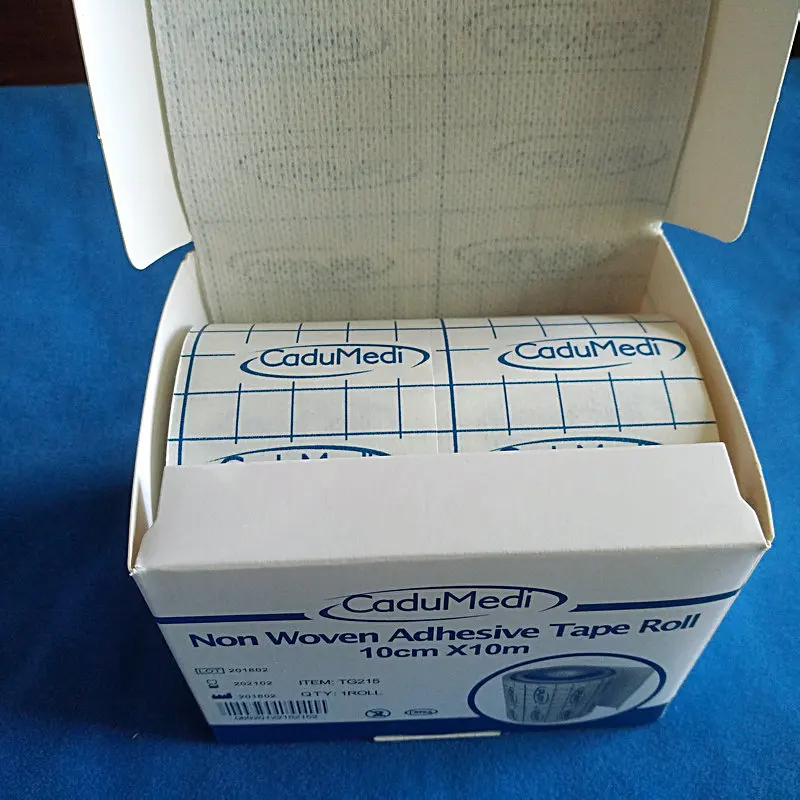 CaduMedi CaduMedi
CaduMedi
Non Woven Adhesive Tape Roll
10cm X10m
LOT 201802
202102 ITEM: TG215
201802 QTY: 1ROLL